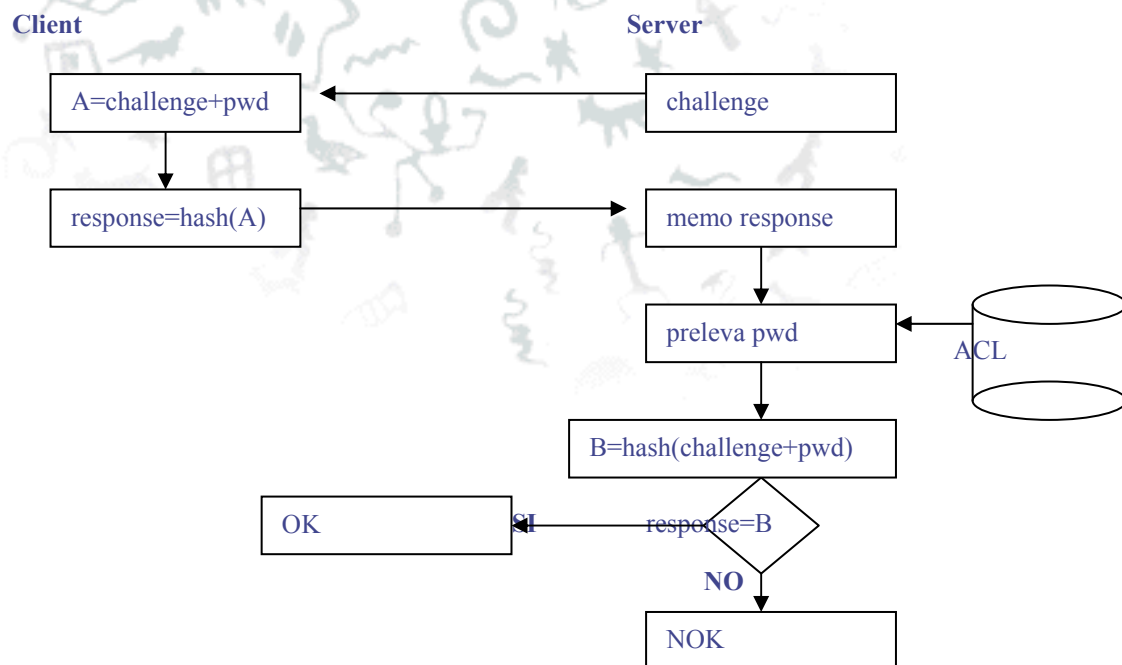 Client
Server
A=challenge+pwd
challenge
response=hash(A)
memo response
preleva pwd
ACL
B=hash(challenge+pwd)
OK
SI
response=B
NO
NOK